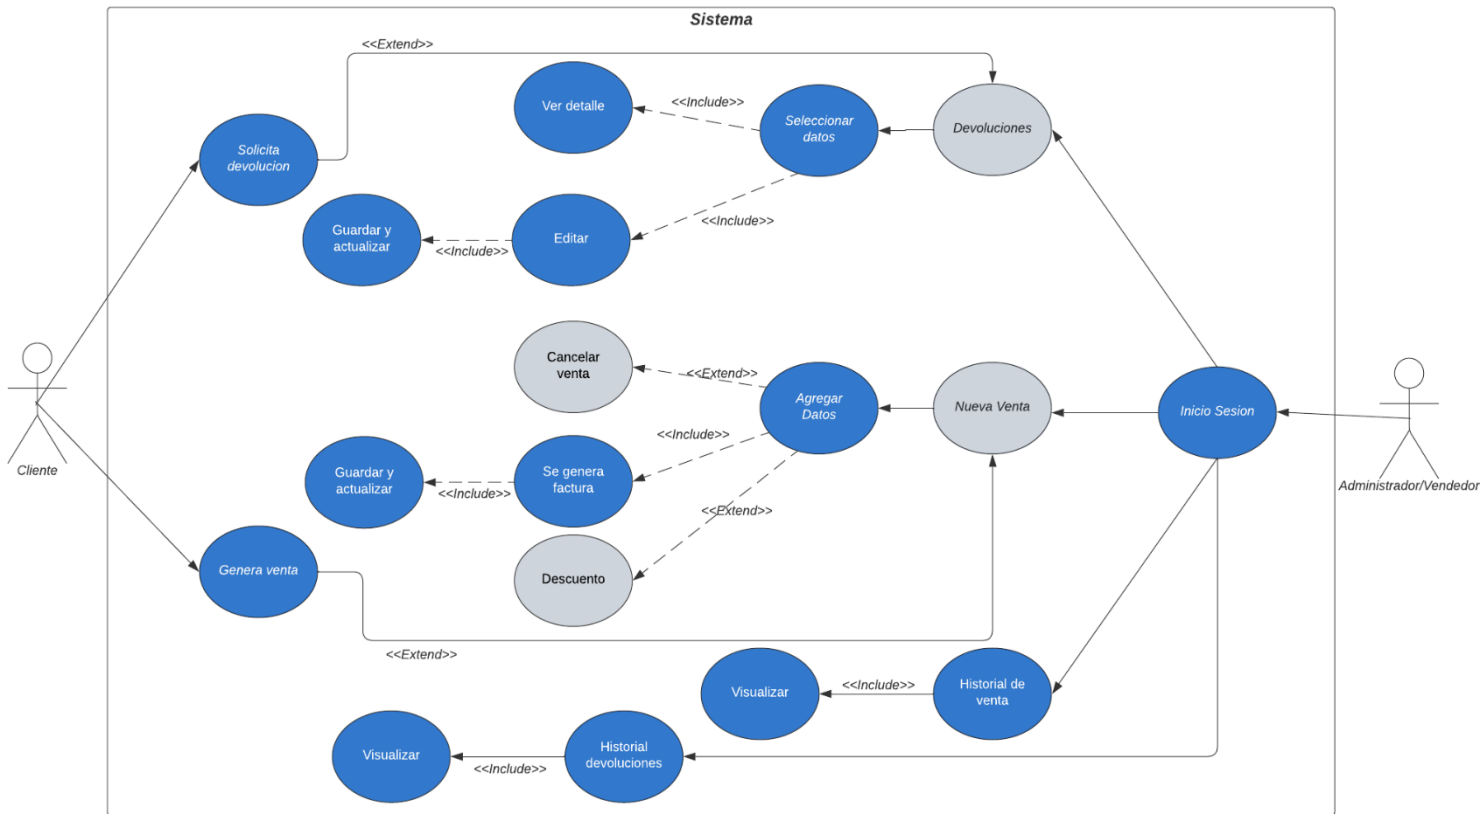 Sistema
<<Extend>>
Ver detalle
<<Include>>
Seleccionar
datos
Devoluciones
Solicita
devolucion
Guardar y
actualizar
<<Include>>
Editar
<<Include>>
Cancelar
venta
<<Extend>>
Agregar
Datos
Nueva Venta
Inicio Sesion
Cliente
Administrador/Vendedor
Guardar y
actualizar
<<Include>>
Se genera
factura
<<Include>>
<<Extend>>
Genera venta
Descuento
<<Extend>>
Visualizar
<<Include>>
Historial de
venta
Visualizar
<<Include>>
Historial
devoluciones